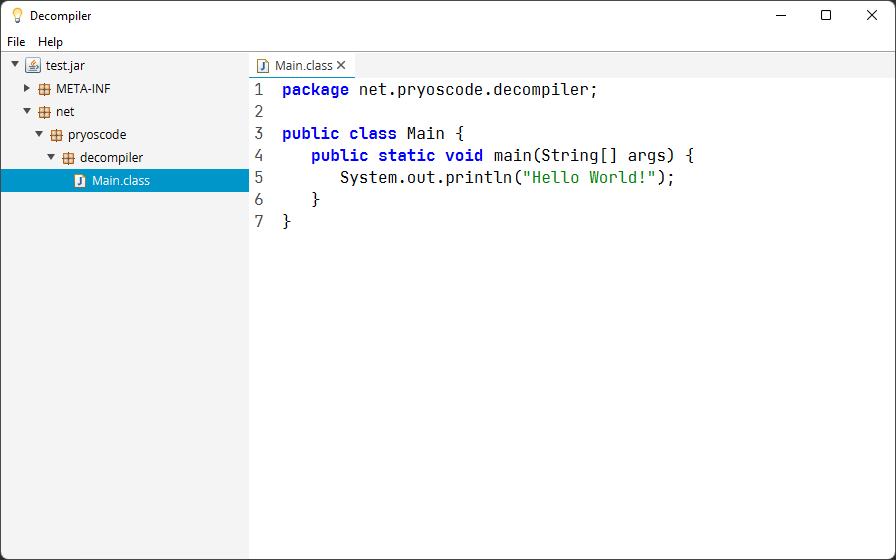 Decompiler
File Help
test.jar
META-INF
net
pryoscode
decompiler
Main.class
Main.class
1 package net.pryoscode.decompiler;
2
3 public class Main {
4    public static void main(String[] args) {
5       System.out.println("Hello World!");
6    }
7 }